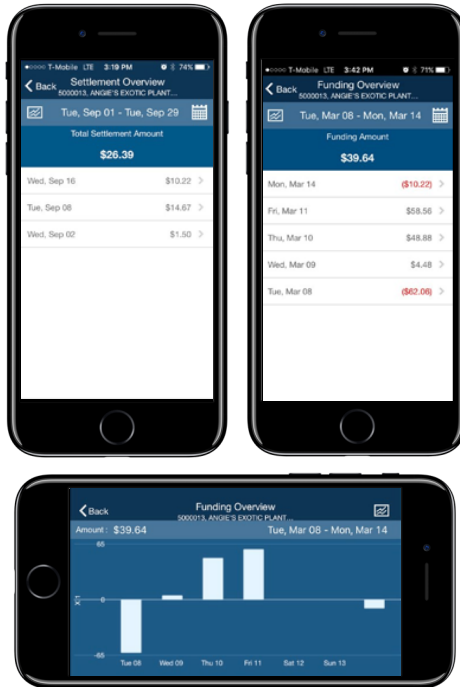 T-Mobile LTE 3:19 PM 74%
Back Settlement Overview
5000013, ANGIE'S EXOTIC PLANT...
Tue, Sep 01 - Tue, Sep 29
Total Settlement Amount
$26.39
Wed, Sep 16 $10.22 >
Tue, Sep 08 $14.67 >
Wed, Sep 02 $1.50 >
T-Mobile LTE 3:42 PM 71%
Back Funding Overview
5000013, ANGIE'S EXOTIC PLANT...
Tue, Mar 08 - Mon, Mar 14
Funding Amount
$39.64
Mon, Mar 14 ($10.22) >
Fri, Mar 11 $58.56 >
Thu, Mar 10 $48.88 >
Wed, Mar 09 $4.48 >
Tue, Mar 08 ($62.06) >
Back Funding Overview
5000013, ANGIE'S EXOTIC PLANT...
Amount : $39.64 Tue, Mar 08 - Mon, Mar 14
65
X 1
0
-65
Tue 08 Wed 09 Thu 10 Fri 11 Sat 12 Sun 13